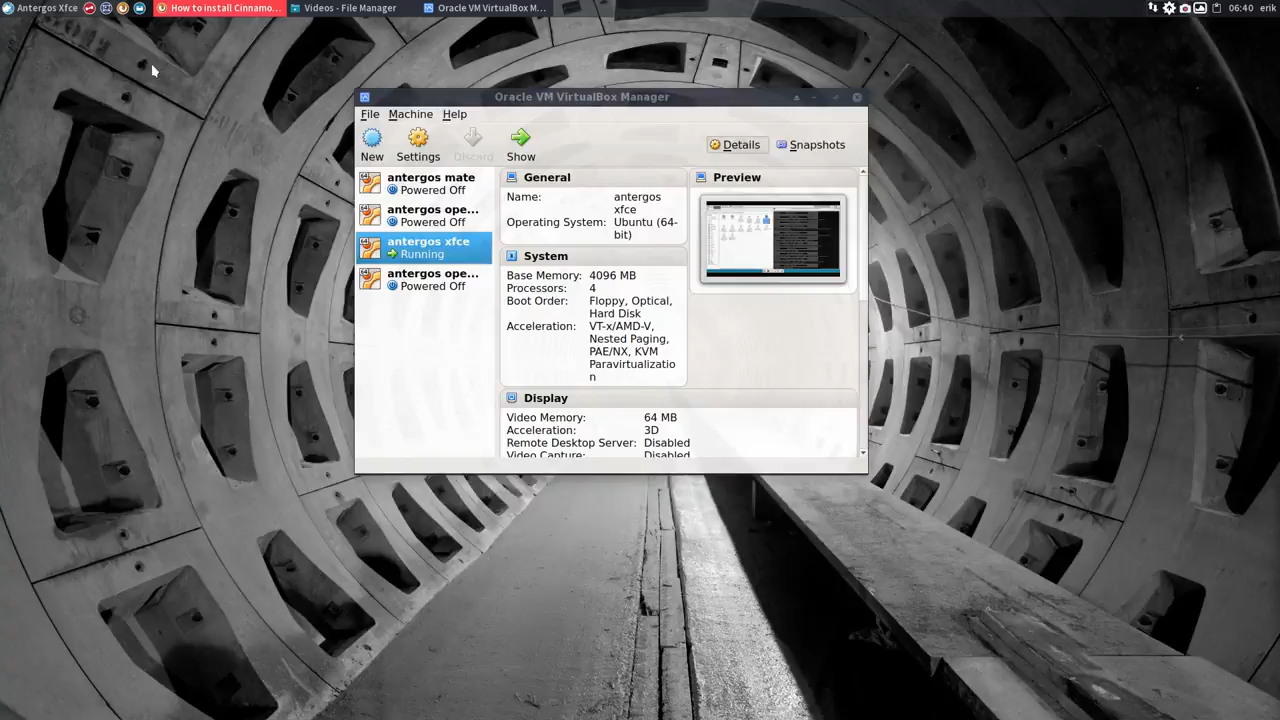 Antergos Xfce
How to install Cinnamo...
Videos - File Manager
Oracle VM VirtualBox M...
06:40
erik
Oracle VM VirtualBox Manager
File Machine Help
New
Settings
Discard
Show
Details
Snapshots
antergos mate
Powered Off
antergos ope...
Powered Off
antergos xfce
Running
antergos ope...
Powered Off
General
Name: antergos
xfce
Operating System: Ubuntu (64-
bit)
System
Base Memory: 4096 MB
Processors: 4
Boot Order: Floppy, Optical,
Hard Disk
Acceleration: VT-x/AMD-V,
Nested Paging,
PAE/NX, KVM
Paravirtualizatio
n
Preview
Display
Video Memory: 64 MB
Acceleration: 3D
Remote Desktop Server: Disabled
Video Capture: Disabled